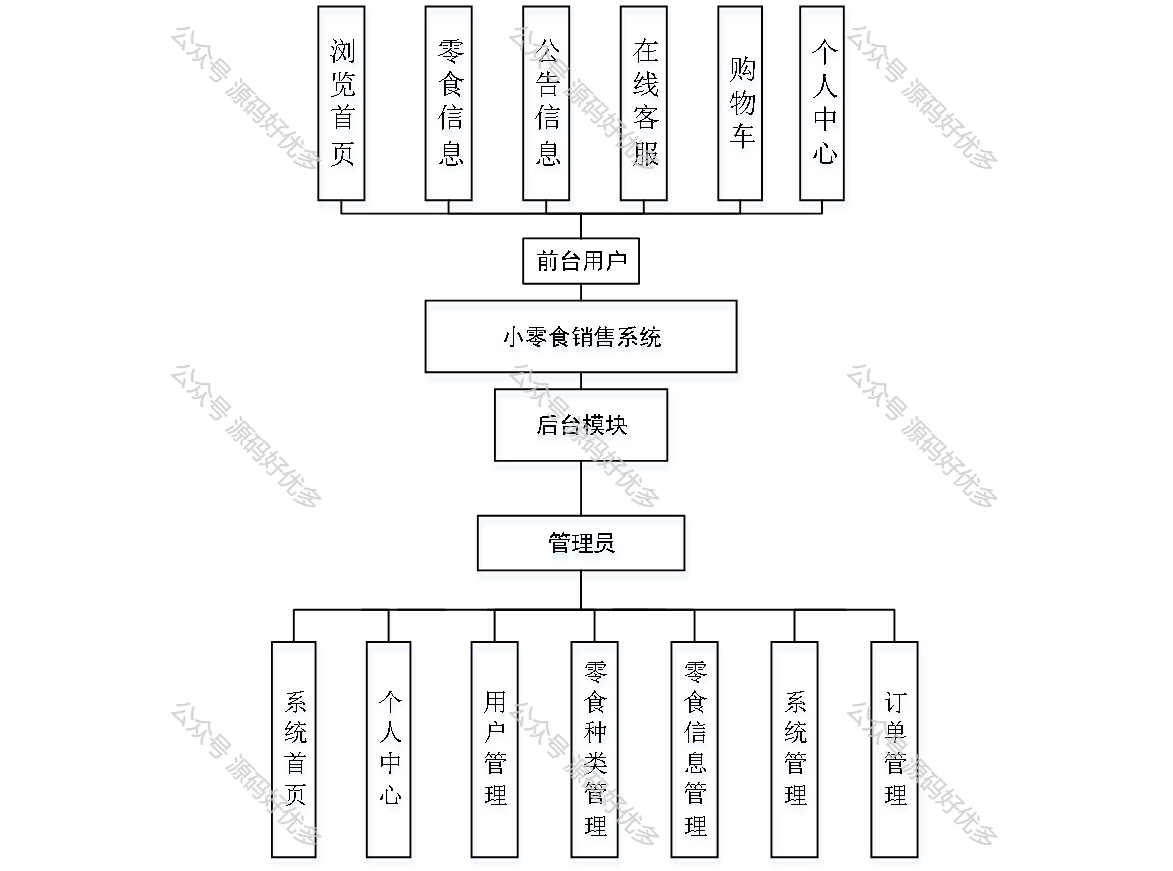 浏览首页
零食信息
公告信息
在线客服
购物车
个人中心
前台用户
小零食销售系统
后台模块
管理员
系统首页
个人中心
用户管理
零食种类管理
零食信息管理
系统管理
订单管理
公众号 源码好优多
公众号 源码好优多
公众号 源码好优多
公众号 源码好优多
公众号 源码好优多
公众号 源码好优多
公众号 源码好优多
公众号 源码好优多
公众号 源码好优多